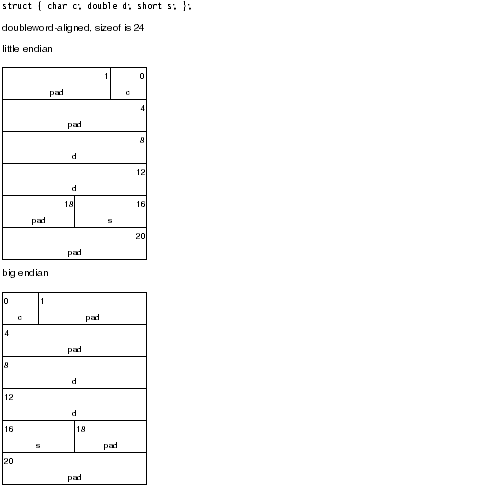 struct { char c; double d; short s; };
doubleword-aligned, sizeof is 24
little endian
1 0
pad c
4
pad
8
d
12
d
18 16
pad s
20
pad
big endian
0 1
c pad
4
pad
8
d
12
d
16 18
s pad
20
pad